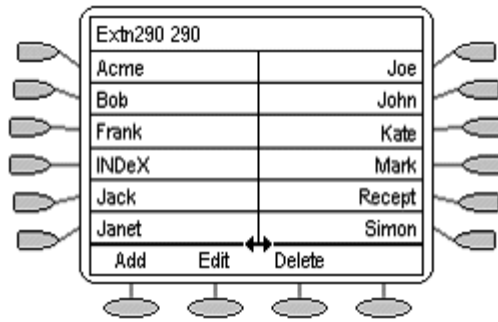 Extn290 290
Acme Joe
Bob John
Frank Kate
INDeX Mark
Jack Recept
Janet Simon
Add Edit Delete